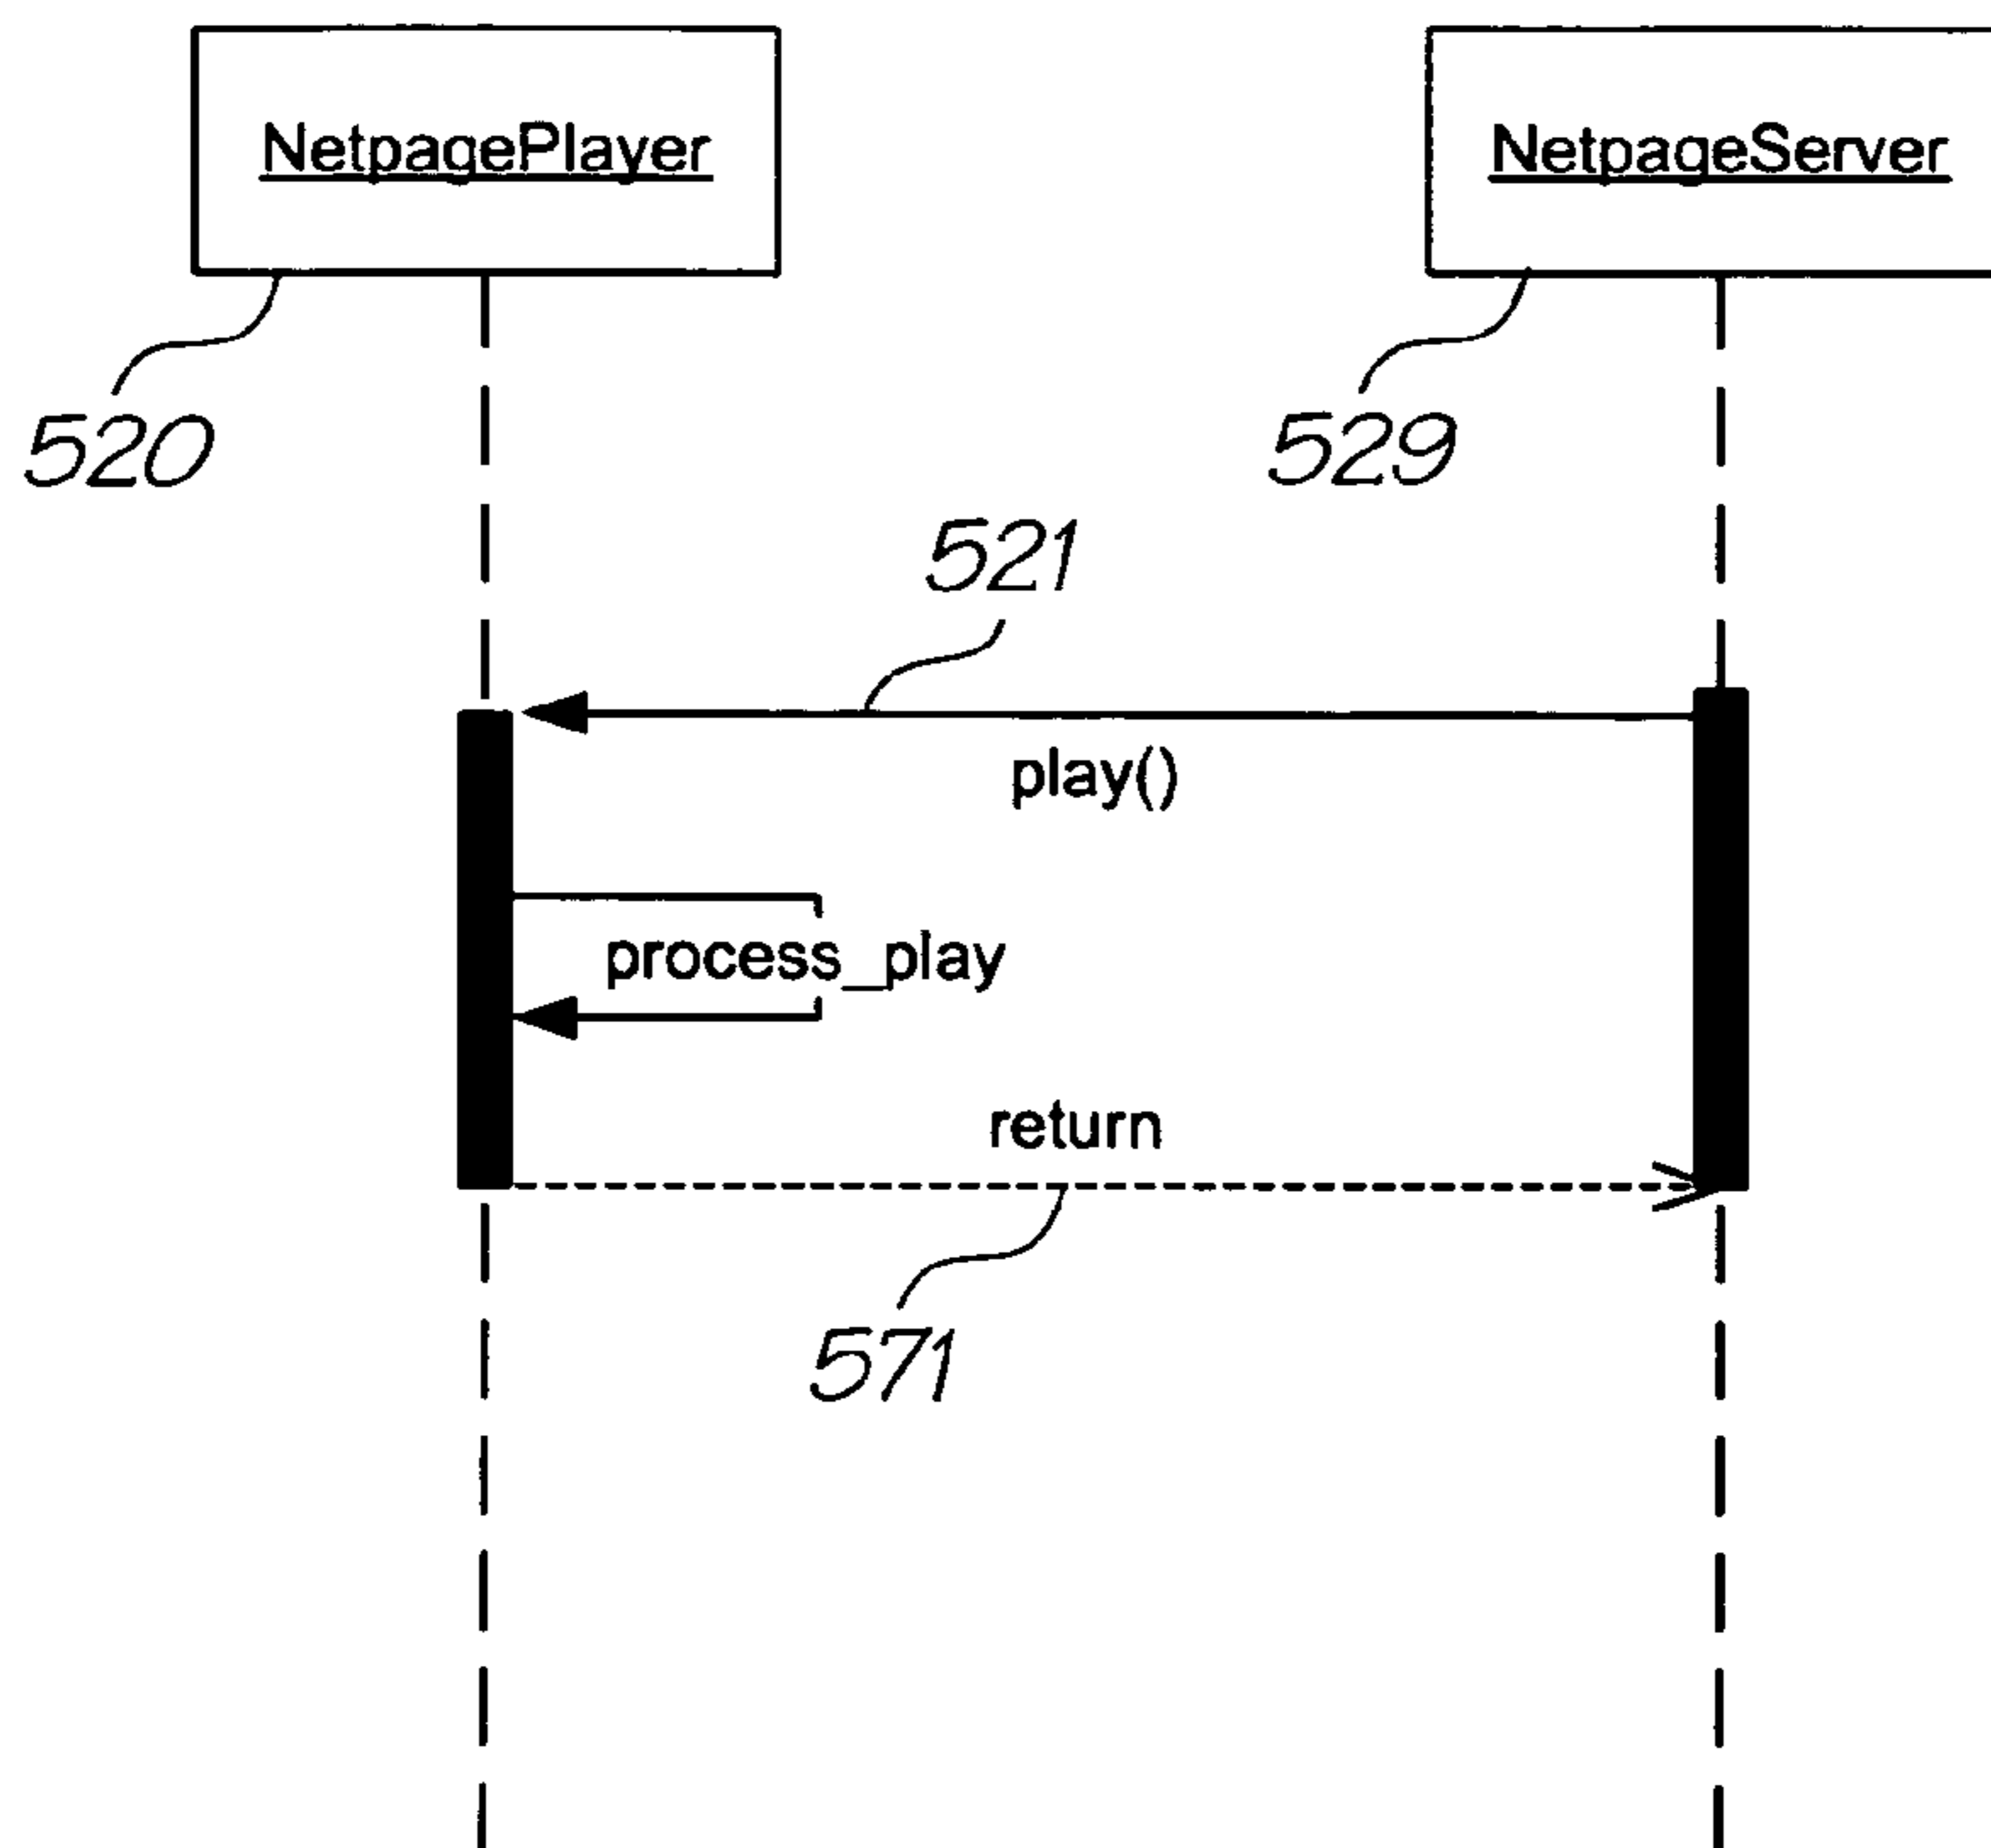 NetpagePlayer
NetpageServer
520
529
521
play()
process_play
return
571